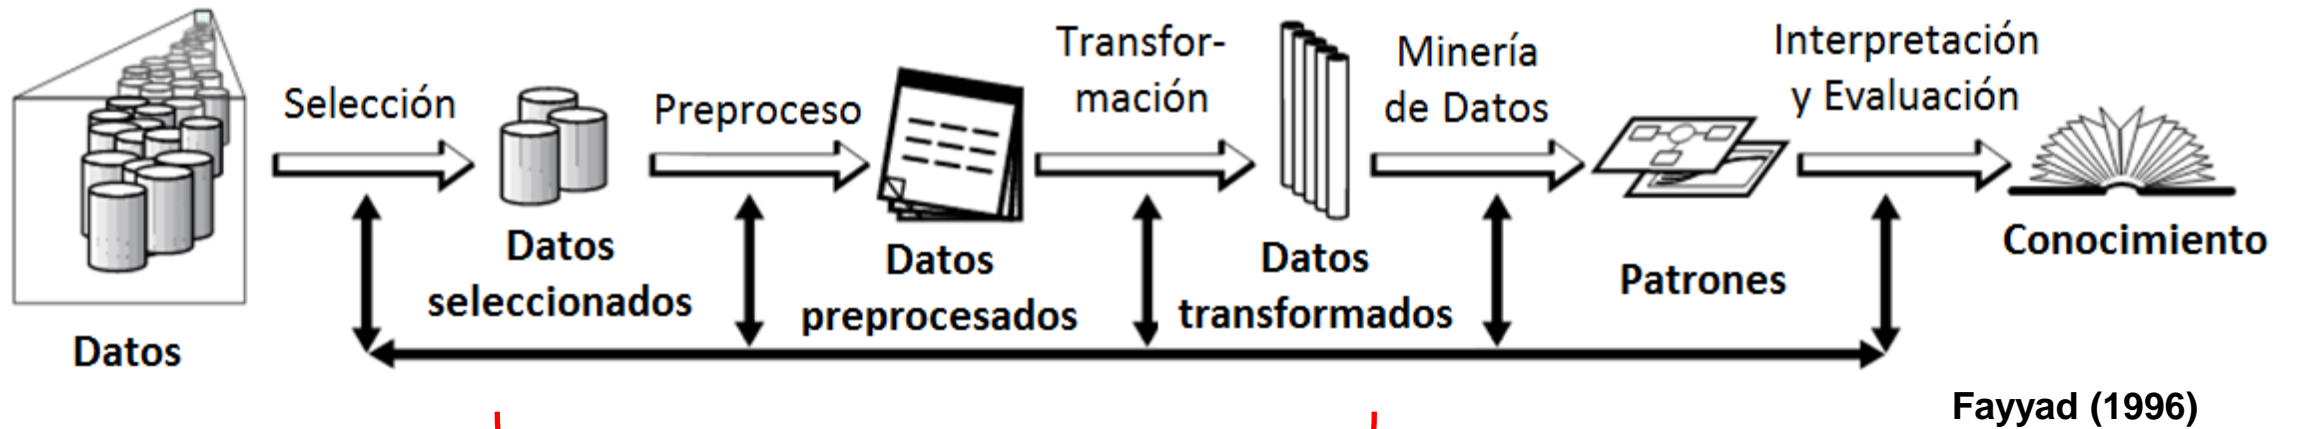 Datos
Selección
Datos
seleccionados
Preproceso
Datos
preprocesados
Transfor-
mación
Datos
transformados
Minería
de Datos
Patrones
Interpretación
y Evaluación
Conocimiento
Fayyad (1996)